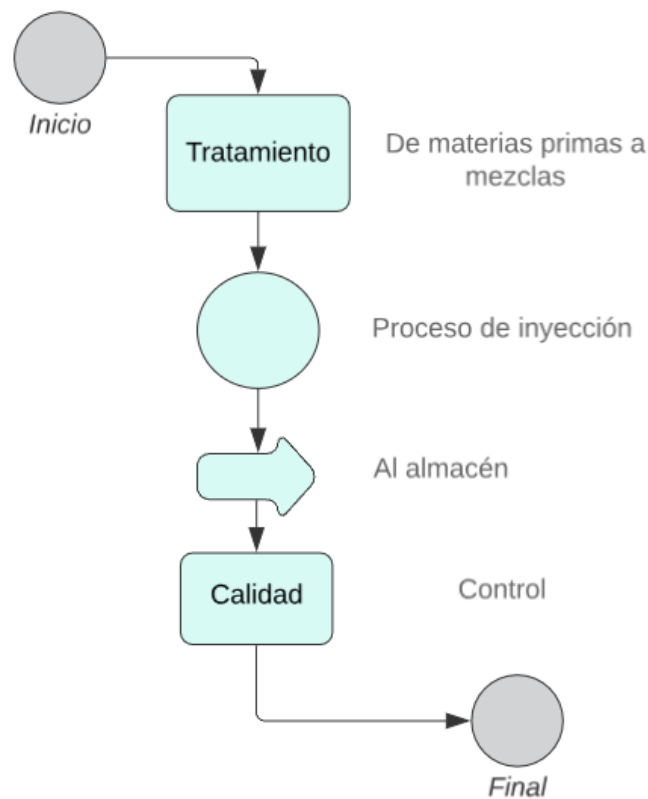 Inicio
Tratamiento
De materias primas a
mezclas
Proceso de inyección
Al almacén
Calidad
Control
Final